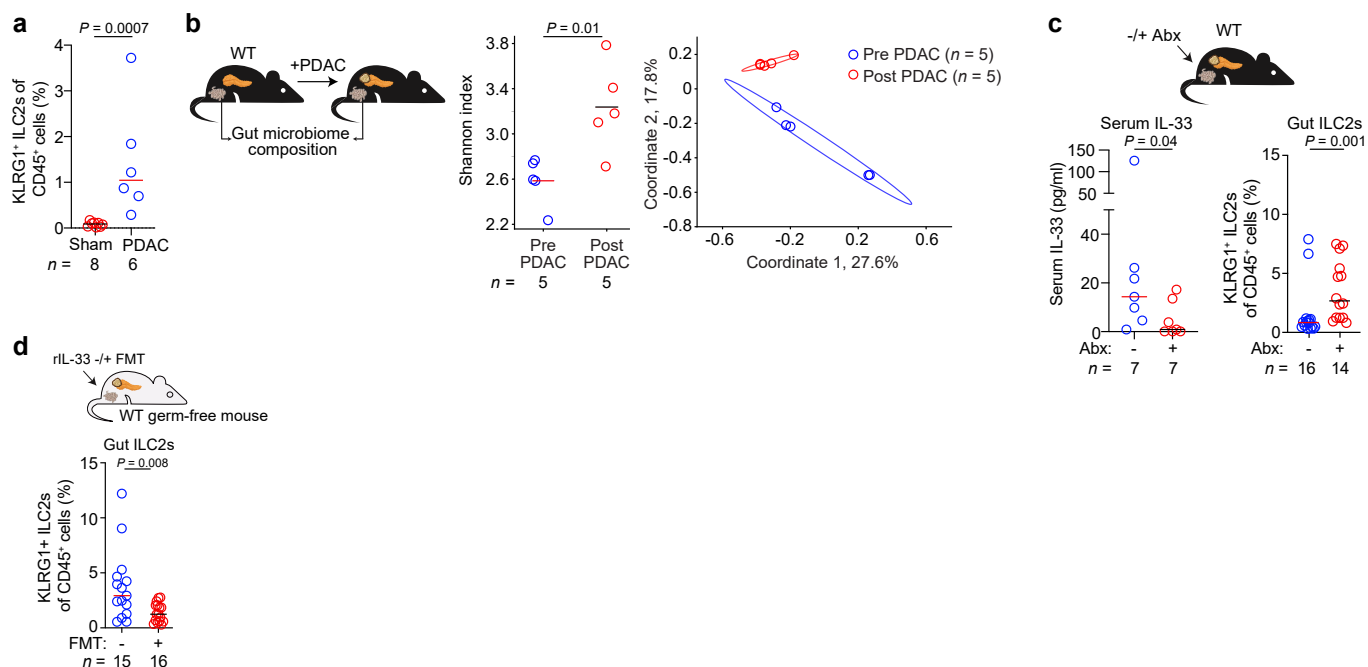 a
P = 0.0007
KLRG1⁺ ILC2s of
CD45⁺ cells (%)
5
4
3
2
1
0
Sham PDAC
n = 8 6
b
WT
+PDAC
Gut microbiome
composition
P = 0.01
Shannon index
3.8
3.4
3.0
2.6
2.2
Pre
PDAC
Post
PDAC
n = 5 5
Coordinate 2, 17.8%
0.2
0
-0.2
-0.4
-0.6
-0.8
-0.6 -0.2 0.2 0.6
Coordinate 1, 27.6%
Pre PDAC (n = 5)
Post PDAC (n = 5)
c
-/+ Abx
WT
Serum IL-33
P = 0.04
Serum IL-33 (pg/ml)
150
100
50
40
20
0
Abx: - +
n = 7 7
Gut ILC2s
P = 0.001
KLRG1⁺ ILC2s
of CD45⁺ cells (%)
15
10
5
0
Abx: - +
n = 16 14
d
rIL-33 -/+ FMT
WT germ-free mouse
Gut ILC2s
P = 0.008
KLRG1+ ILC2s
of CD45⁺ cells (%)
15
10
5
0
FMT: - +
n = 15 16